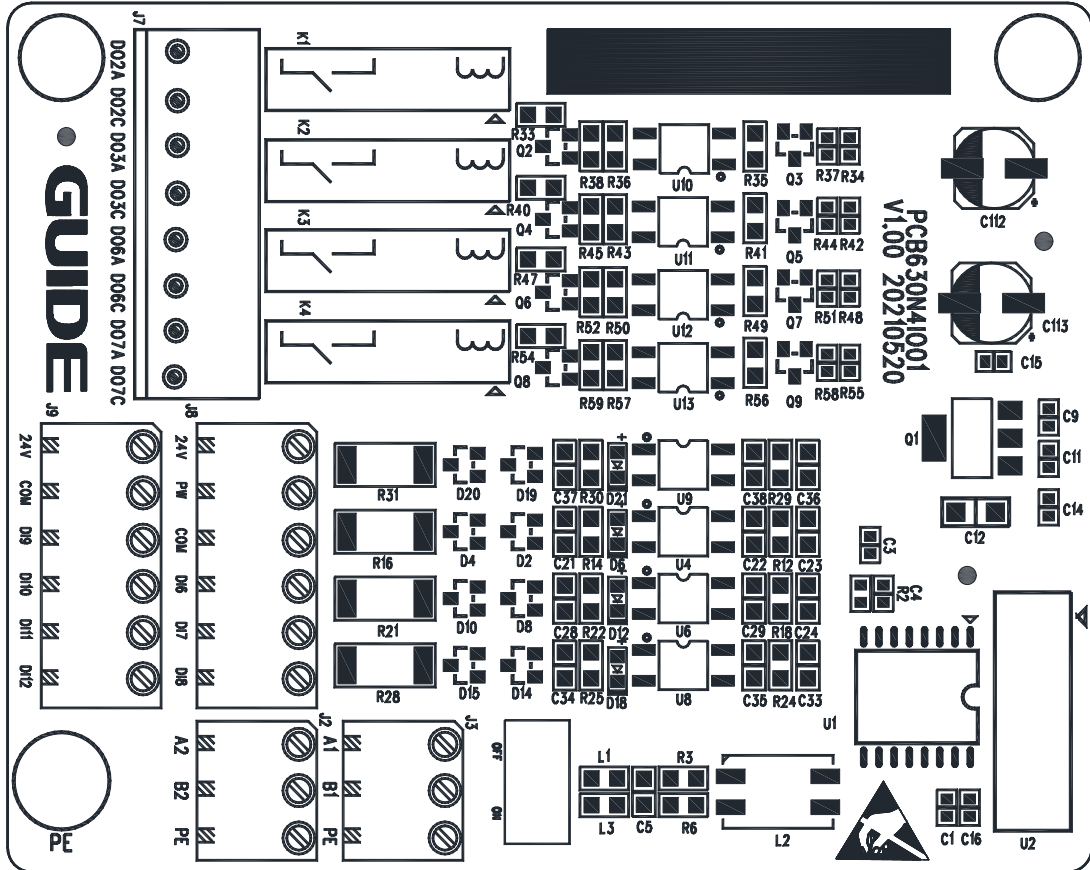 J7
DO2A DO2C DO3A DO3C DO6A DO6C DO7A DO7C
GUIDE
K1
K2
K3
K4
R33
Q2
R38 R36
U10
R35
Q3
R37 R34
C112
R40
Q4
R45 R43
U11
R41
Q5
R44 R42
PCB630N4IO01
V1.00 20210520
R47
Q6
R52 R50
U12
R49
Q7
R51 R48
C113
R54
Q8
R59 R57
U13
R56
Q9
R58 R55
C15
J9
24V
COM
DI9
DI10
DI11
DI12
J8
24V
PW
COM
DI6
DI7
DI8
R31
D20
D19
C37 R30 D21
U9
C38 R29 C36
Q1
C9
C11
C14
C12
R16
D4
D2
C21 R14 D6
U4
C22 R12 C23
C3
R21
D10
D8
C28 R22 D12
U6
C29 R18 C24
C4
R2
R28
D15
D14
C34 R25 D18
U8
C35 R24 C33
U1
J2
A2
B2
PE
J3
A1
B1
PE
OFF
ON
L1
R3
L3
C5
R6
L2
C1 C16
U2
PE